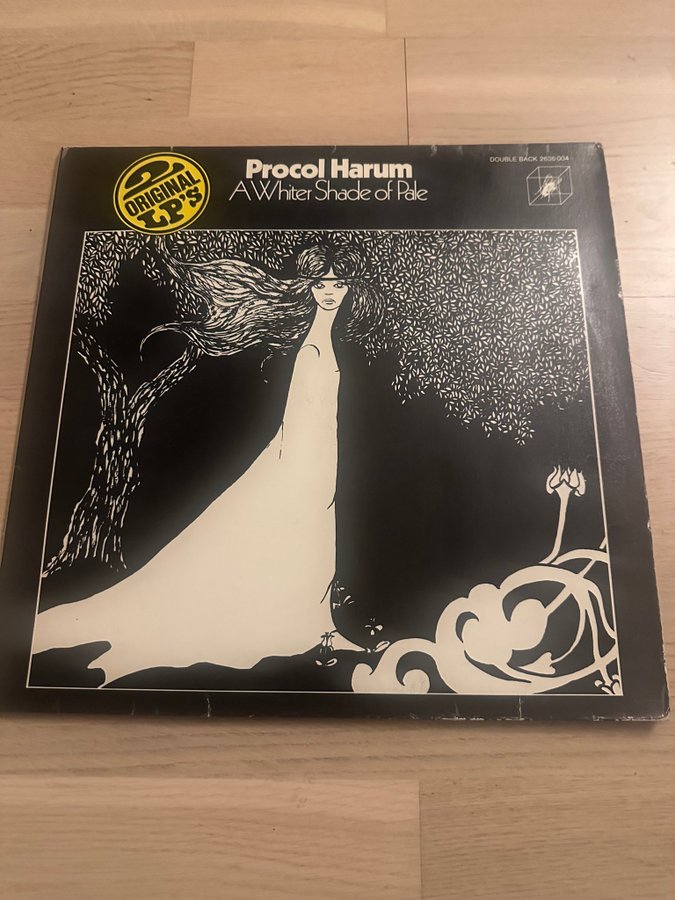 2
ORIGINAL
LP'S
Procol Harum
A Whiter Shade of Pale
DOUBLE BACK 2635 004